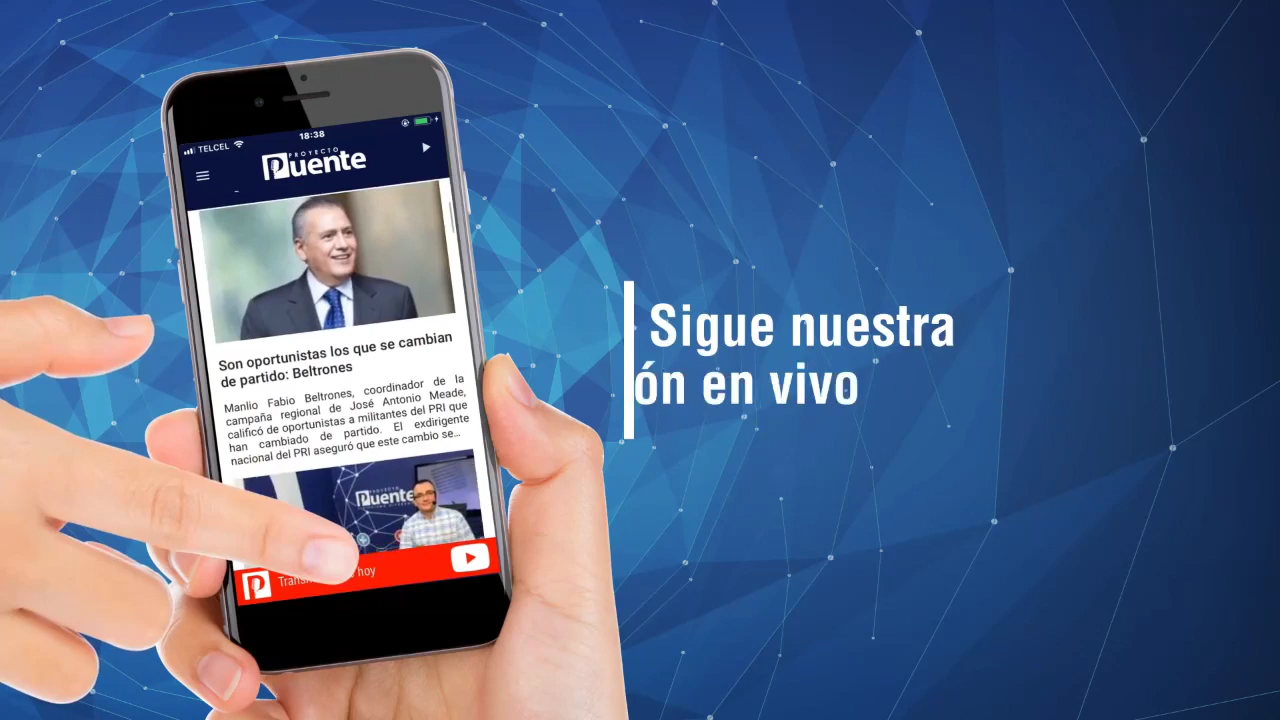 TELCEL
18:38
PROYECTO
Puente
Son oportunistas los que se cambian
de partido: Beltrones
Manlio Fabio Beltrones, coordinador de la
campaña regional de José Antonio Meade,
calificó de oportunistas a militantes del PRI que
han cambiado de partido. El exdirigente
nacional del PRI aseguró que este cambio se...
PROYECTO
Puente
hoy
Sigue nuestra
ón en vivo